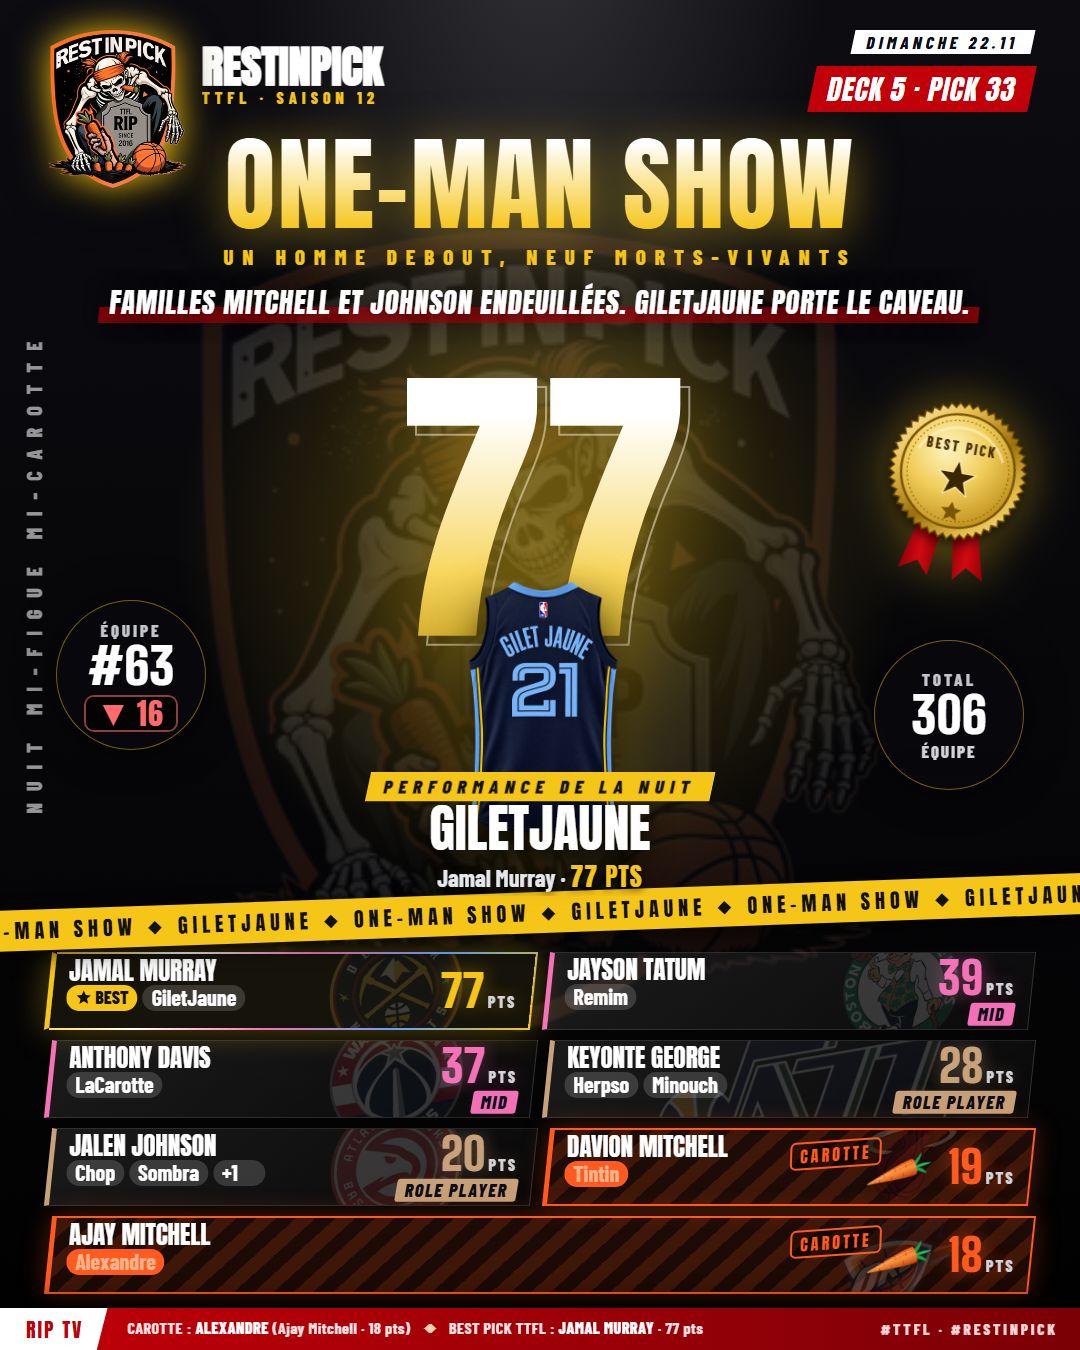 RESTINPICK
TTFL
RIP
SINCE
2016
RESTINPICK
TTFL · SAISON 12
DIMANCHE 22.11
DECK 5 · PICK 33
ONE-MAN SHOW
UN HOMME DEBOUT, NEUF MORTS-VIVANTS
FAMILLES MITCHELL ET JOHNSON ENDEUILLÉES. GILETJAUNE PORTE LE CAVEAU.
RESTINPICK
NUIT MI-FIGUE MI-CAROTTE
77
BEST PICK
ÉQUIPE
#63
▼ 16
GILET JAUNE
21
TOTAL
306
ÉQUIPE
PERFORMANCE DE LA NUIT
GILETJAUNE
Jamal Murray · 77 PTS
-MAN SHOW ◆ GILETJAUNE ◆ ONE-MAN SHOW ◆ GILETJAUNE ◆ ONE-MAN SHOW ◆ GILETJAUN
JAMAL MURRAY
★ BEST GiletJaune
77 PTS
JAYSON TATUM
Remim
39 PTS
MID
BOSTON
ANTHONY DAVIS
LaCarotte
37 PTS
MID
KEYONTE GEORGE
Herpso Minouch
28 PTS
ROLE PLAYER
JALEN JOHNSON
Chop Sombra +1
20 PTS
ROLE PLAYER
DAVION MITCHELL
Tintin
CAROTTE
19 PTS
AJAY MITCHELL
Alexandre
CAROTTE
18 PTS
RIP TV
CAROTTE : ALEXANDRE (Ajay Mitchell - 18 pts) ◆ BEST PICK TTFL : JAMAL MURRAY - 77 pts
#TTFL · #RESTINPICK